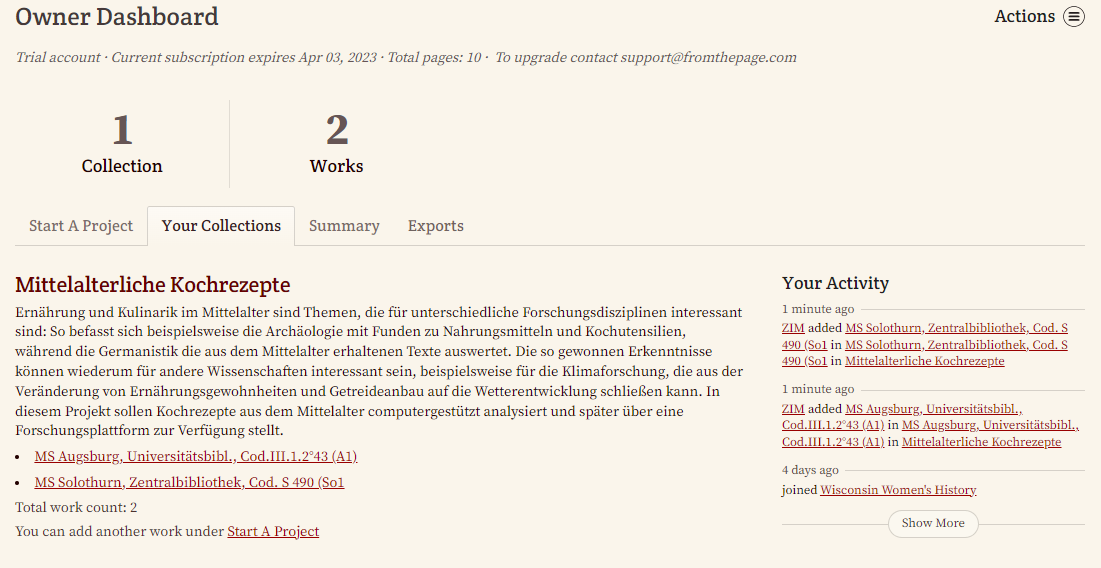 Owner Dashboard
Actions
Trial account · Current subscription expires Apr 03, 2023 · Total pages: 10 · To upgrade contact support@fromthepage.com
1
Collection
2
Works
Start A Project
Your Collections
Summary
Exports
Mittelalterliche Kochrezepte
Ernährung und Kulinarik im Mittelalter sind Themen, die für unterschiedliche Forschungsdisziplinen interessant
sind: So befasst sich beispielsweise die Archäologie mit Funden zu Nahrungsmitteln und Kochutensilien,
während die Germanistik die aus dem Mittelalter erhaltenen Texte auswertet. Die so gewonnen Erkenntnisse
können wiederum für andere Wissenschaften interessant sein, beispielsweise für die Klimaforschung, die aus der
Veränderung von Ernährungsgewohnheiten und Getreideanbau auf die Wetterentwicklung schließen kann. In
diesem Projekt sollen Kochrezepte aus dem Mittelalter computergestützt analysiert und später über eine
Forschungsplattform zur Verfügung stellt.
• MS Augsburg, Universitätsbibl., Cod.III.1.2°43 (A1)
• MS Solothurn, Zentralbibliothek, Cod. S 490 (So1
Total work count: 2
You can add another work under Start A Project
Your Activity
1 minute ago
ZIM added MS Solothurn, Zentralbibliothek, Cod. S
490 (So1 in MS Solothurn, Zentralbibliothek, Cod. S
490 (So1 in Mittelalterliche Kochrezepte
1 minute ago
ZIM added MS Augsburg, Universitätsbibl.,
Cod.III.1.2°43 (A1) in MS Augsburg, Universitätsbibl.,
Cod.III.1.2°43 (A1) in Mittelalterliche Kochrezepte
4 days ago
joined Wisconsin Women's History
Show More